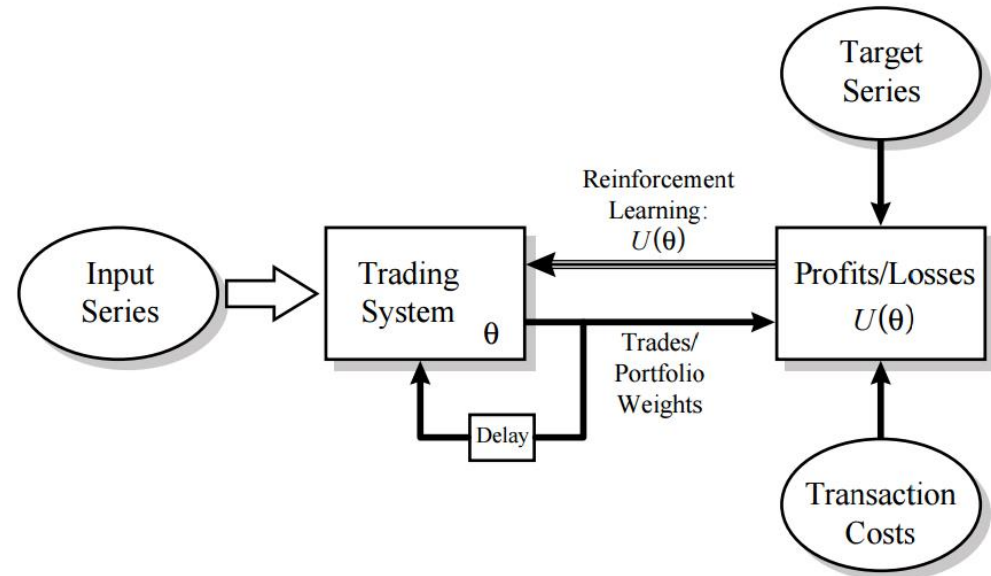 Target
Series
Reinforcement
Learning:
U(θ)
Input
Series
Trading
System
θ
Profits/Losses
U(θ)
Trades/
Portfolio
Weights
Delay
Transaction
Costs